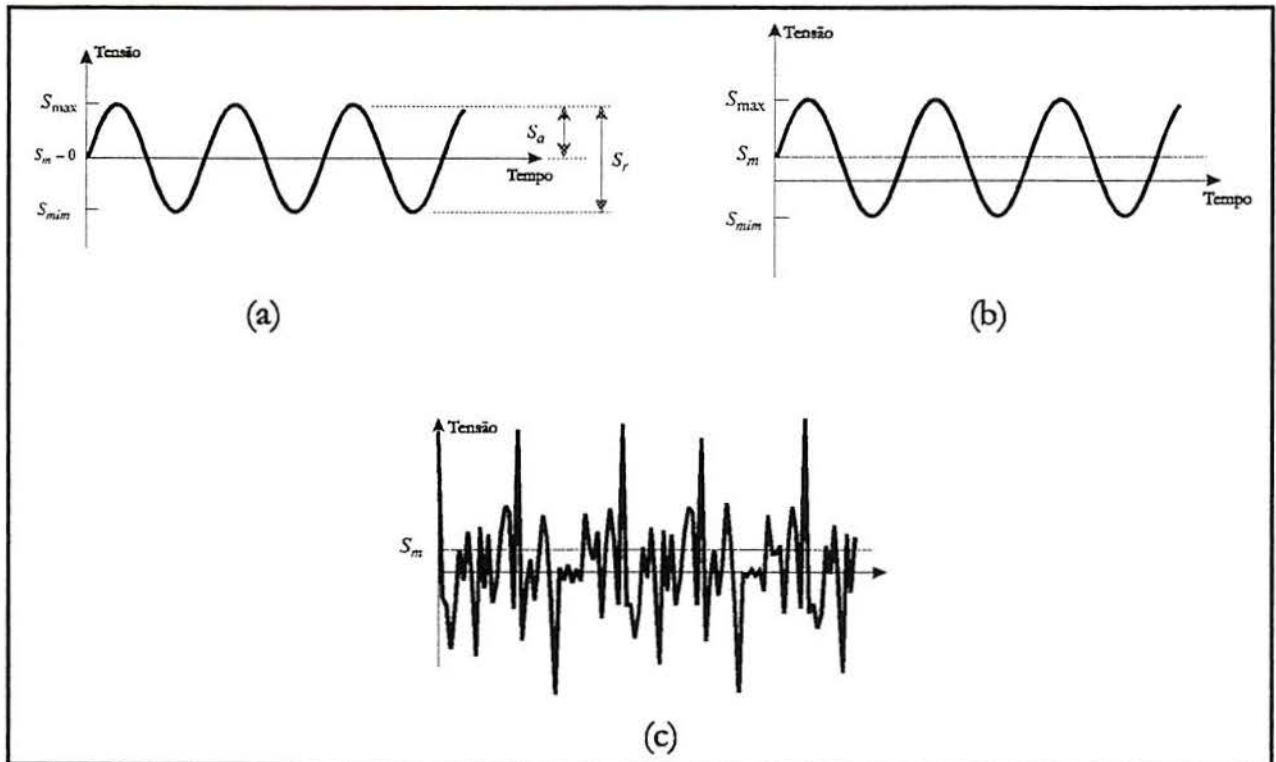 Tensão
S_max
S_m - 0
S_mim
S_a
S_r
Tempo
(a)
Tensão
S_max
S_m
S_mim
Tempo
(b)
Tensão
S_m
(c)